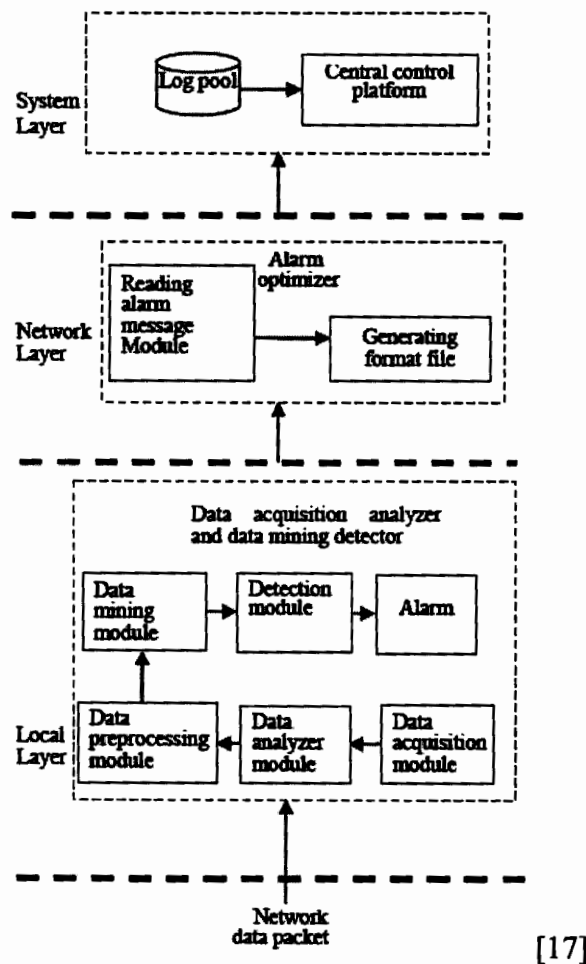 Log pool
Central control
platform
System
Layer
Alarm
optimizer
Reading
alarm
message
Module
Generating
format file
Network
Layer
Data acquisition analyzer
and data mining detector
Data
mining
module
Detection
module
Alarm
Data
preprocessing
module
Data
analyzer
module
Data
acquisition
module
Local
Layer
Network
data packet
[17]